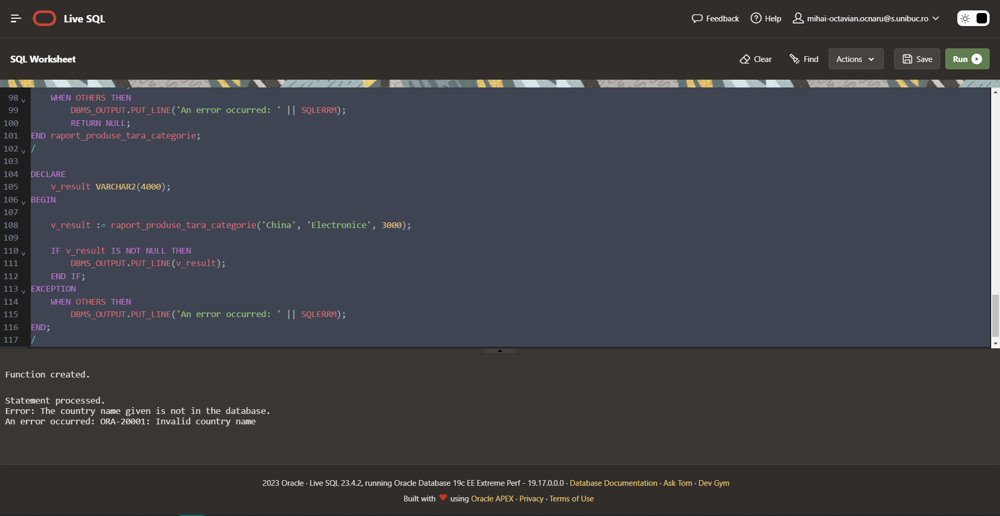 Live SQL
Feedback
Help
mihai-octavian.ocnaru@s.unibuc.ro
SQL Worksheet
Clear
Find
Actions
Save
Run
98     WHEN OTHERS THEN
99         DBMS_OUTPUT.PUT_LINE('An error occurred: ' || SQLERRM);
100         RETURN NULL;
101 END raport_produse_tara_categorie;
102 /
103
104 DECLARE
105     v_result VARCHAR2(4000);
106 BEGIN
107
108     v_result := raport_produse_tara_categorie('China', 'Electronice', 3000);
109
110     IF v_result IS NOT NULL THEN
111         DBMS_OUTPUT.PUT_LINE(v_result);
112     END IF;
113 EXCEPTION
114     WHEN OTHERS THEN
115         DBMS_OUTPUT.PUT_LINE('An error occurred: ' || SQLERRM);
116 END;
117 /
Function created.
Statement processed.
Error: The country name given is not in the database.
An error occurred: ORA-20001: Invalid country name
2023 Oracle · Live SQL 23.4.2, running Oracle Database 19c EE Extreme Perf - 19.17.0.0.0 · Database Documentation · Ask Tom · Dev Gym
Built with ❤ using Oracle APEX · Privacy · Terms of Use